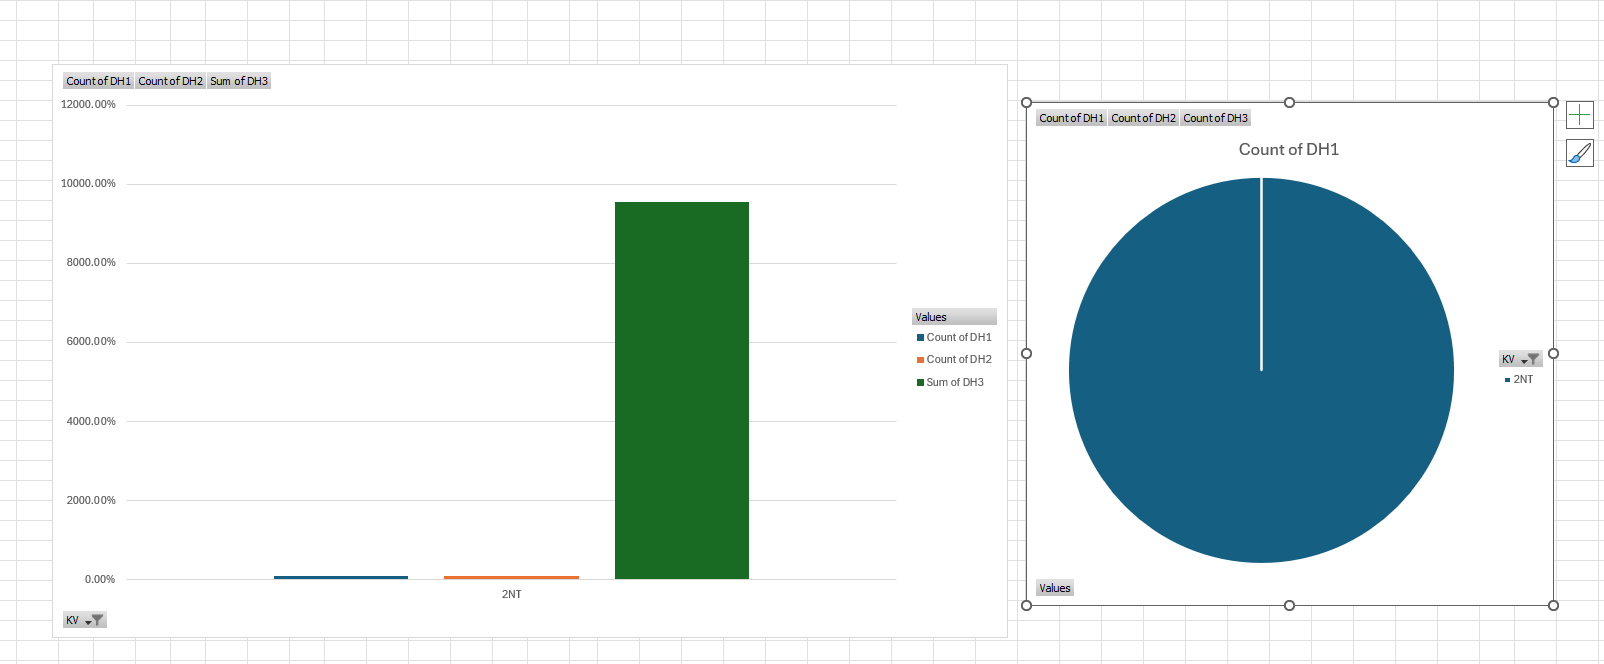 Count of DH1 Count of DH2 Sum of DH3
12000.00%
10000.00%
8000.00%
6000.00%
4000.00%
2000.00%
0.00%
2NT
KV
Values
Count of DH1
Count of DH2
Sum of DH3
Count of DH1 Count of DH2 Count of DH3
Count of DH1
KV
2NT
Values